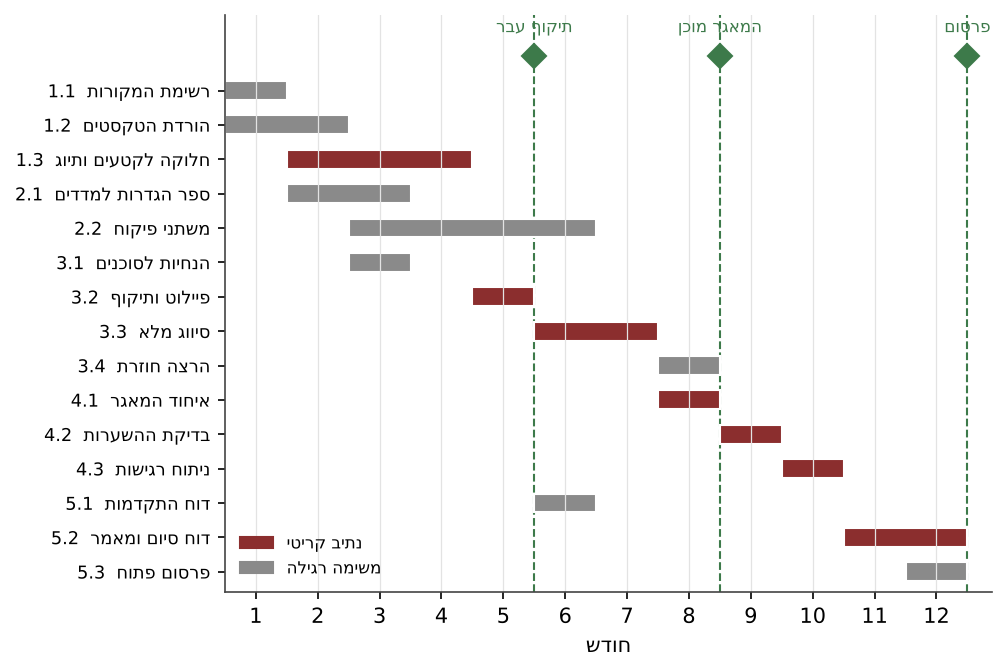 תיקוף עבר
המאגר מוכן
פרסום
1.1 רשימת המקורות
1.2 הורדת הטקסטים
1.3 חלוקה לקטעים ותיוג
2.1 ספר הגדרות למדדים
2.2 משתני פיקוח
3.1 הנחיות לסוכנים
3.2 פיילוט ותיקוף
3.3 סיווג מלא
3.4 הרצה חוזרת
4.1 איחוד המאגר
4.2 בדיקת ההשערות
4.3 ניתוח רגישות
5.1 דוח התקדמות
5.2 דוח סיום ומאמר
5.3 פרסום פתוח
נתיב קריטי
משימה רגילה
1 2 3 4 5 6 7 8 9 10 11 12
חודש